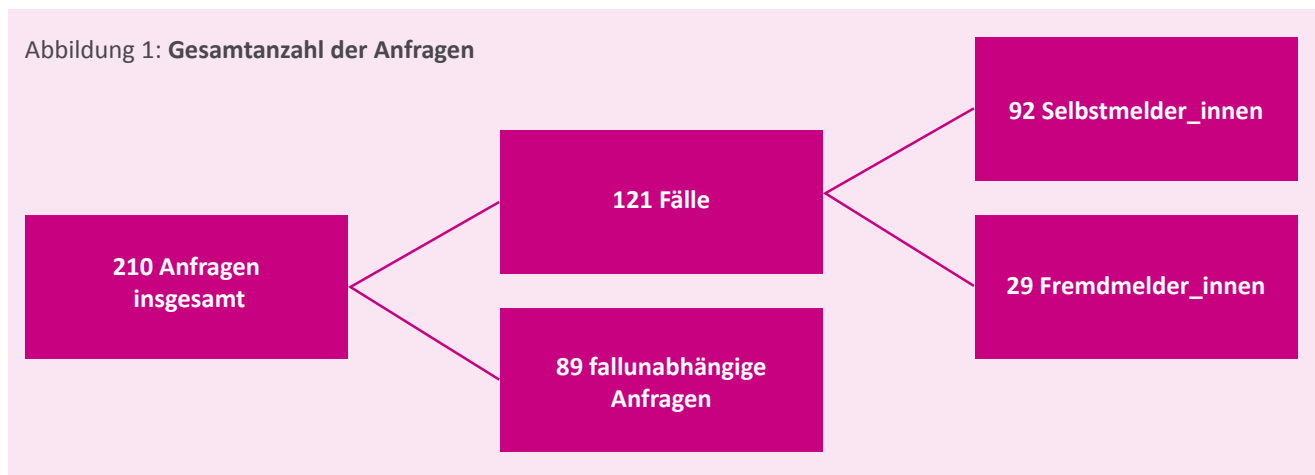 Abbildung 1: Gesamtanzahl der Anfragen
210 Anfragen
insgesamt
121 Fälle
89 fallunabhängige
Anfragen
92 Selbstmelder_innen
29 Fremdmelder_innen